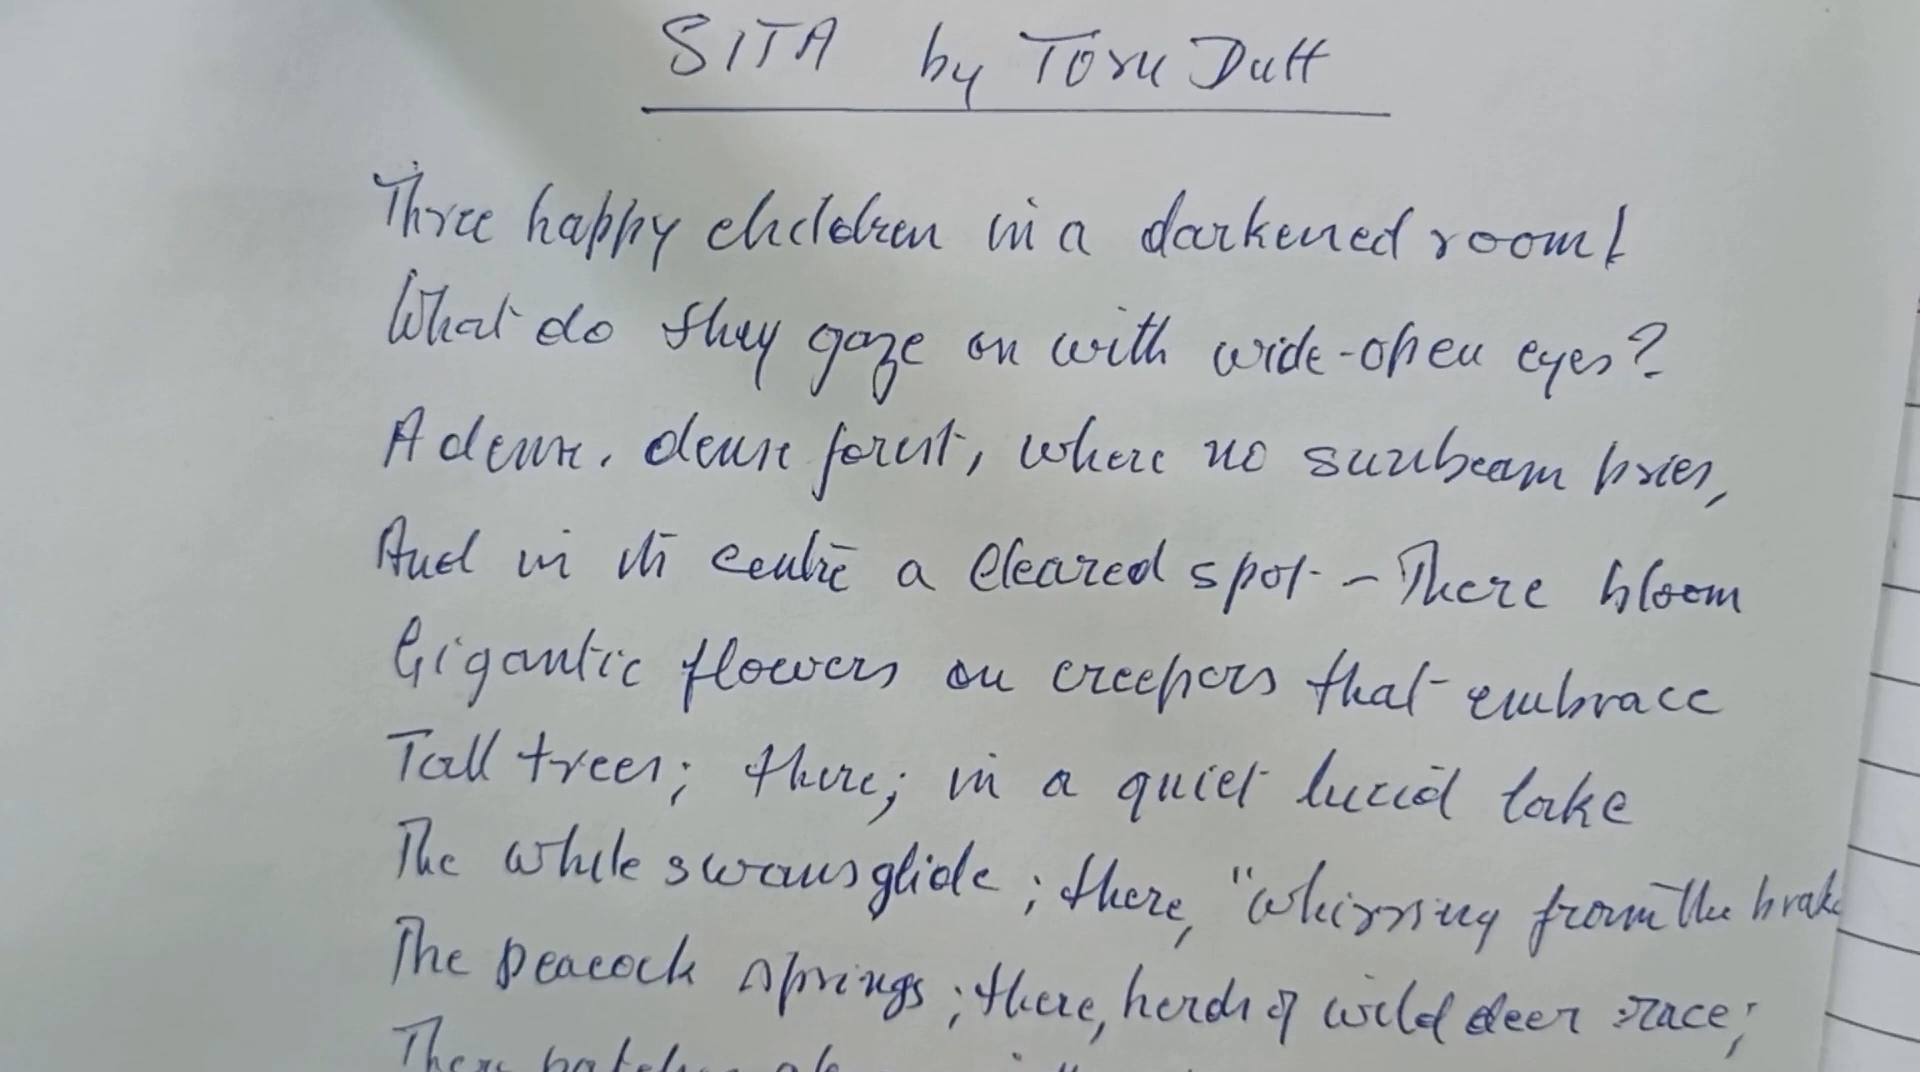 SITA by Toru Dutt
Three happy children in a darkened room!
What do they gaze on with wide-open eyes?
A dense, dense forest, where no sunbeam pries,
And in its centre a cleared spot - There bloom
Gigantic flowers on creepers that embrace
Tall trees; there; in a quiet lucid lake
The white swans glide; there, "whirring from the brake
The peacock springs; there, herds of wild deer race;
There patches